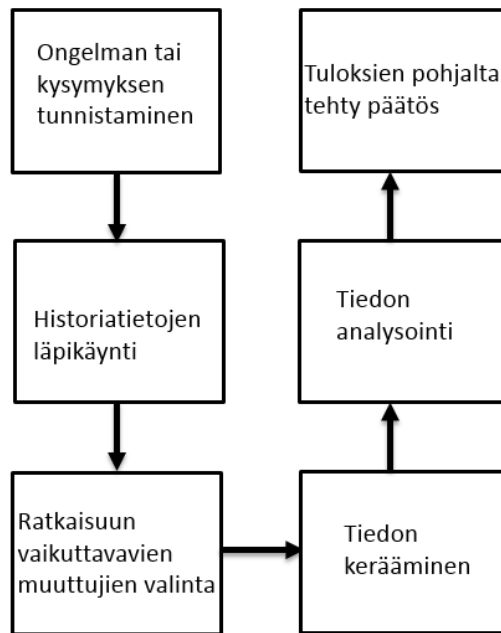 Ongelman tai
kysymyksen
tunnistaminen
Historiatietojen
läpikäynti
Ratkaisuun
vaikuttavavien
muuttujien valinta
Tiedon
kerääminen
Tiedon
analysointi
Tuloksien pohjalta
tehty päätös